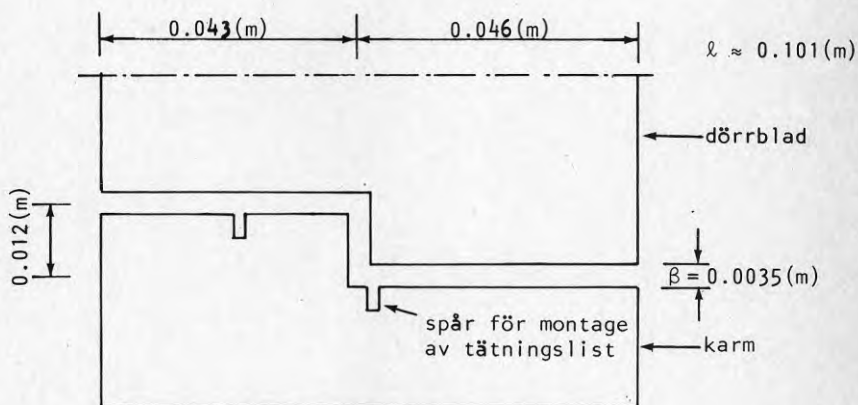 0.043(m)
0.046(m)
ℓ ≈ 0.101(m)
dörrblad
0.012(m)
β = 0.0035(m)
spår för montage
av tätningslist
karm